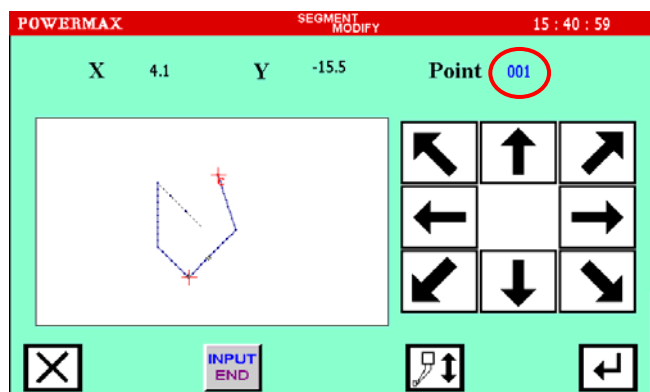 POWERMAX SEGMENT MODIFY 15 : 40 : 59
X 4.1 Y -15.5 Point 001
INPUT
END